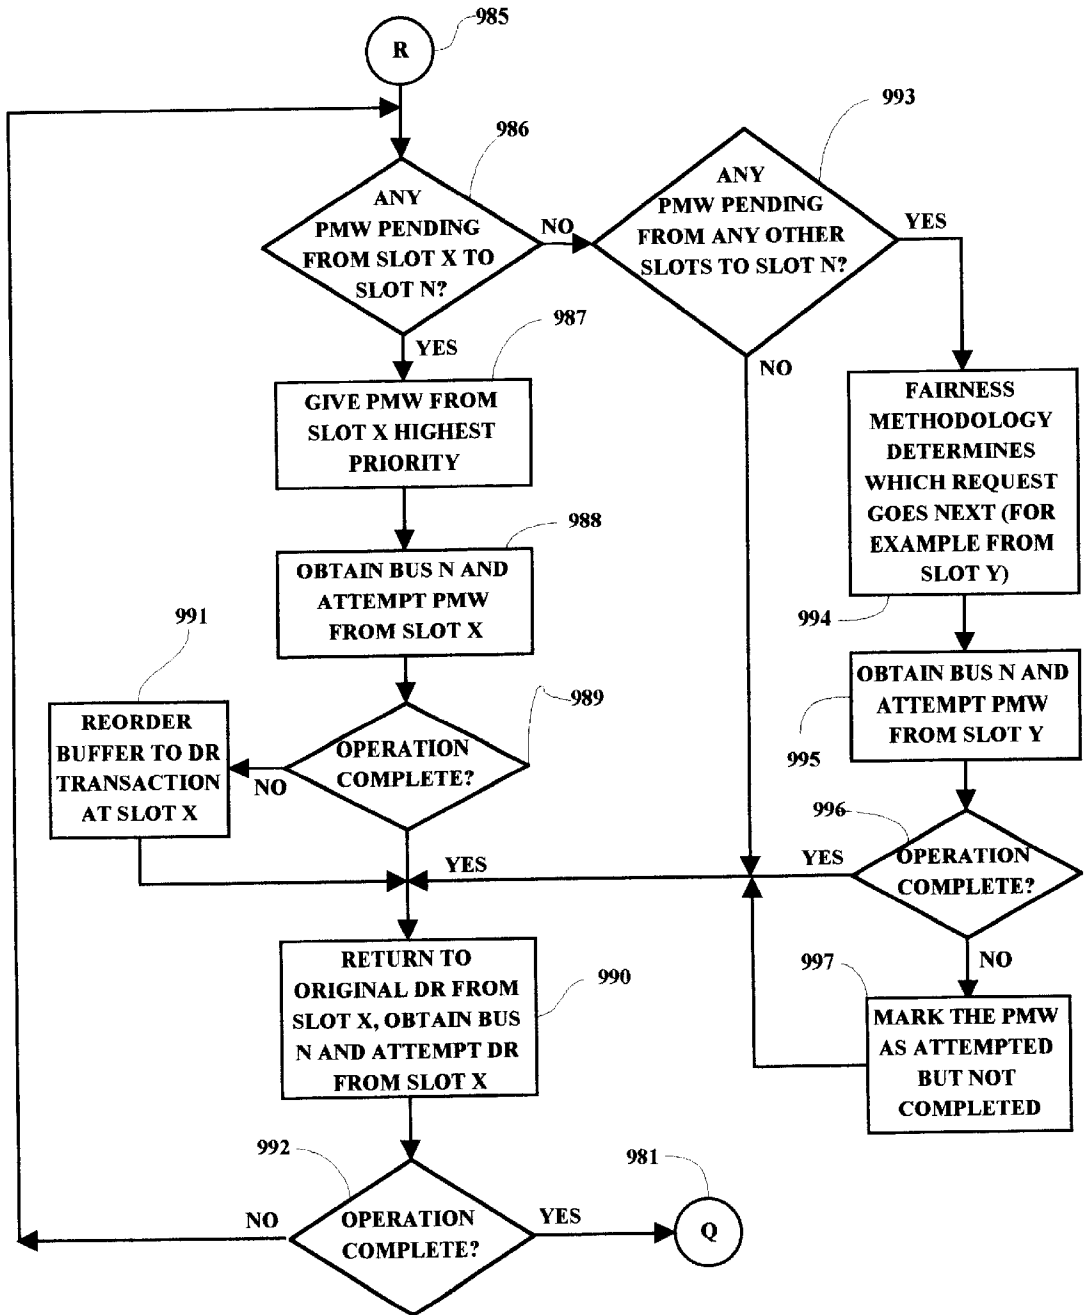 R
985
986
ANY
PMW PENDING
FROM SLOT X TO
SLOT N?
NO
993
ANY
PMW PENDING
FROM ANY OTHER
SLOTS TO SLOT N?
YES
YES
NO
987
GIVE PMW FROM
SLOT X HIGHEST
PRIORITY
FAIRNESS
METHODOLOGY
DETERMINES
WHICH REQUEST
GOES NEXT (FOR
EXAMPLE FROM
SLOT Y)
994
988
OBTAIN BUS N AND
ATTEMPT PMW
FROM SLOT X
991
REORDER
BUFFER TO DR
TRANSACTION
AT SLOT X
NO
989
OPERATION
COMPLETE?
YES
OBTAIN BUS N AND
ATTEMPT PMW
FROM SLOT Y
995
996
YES
OPERATION
COMPLETE?
NO
997
MARK THE PMW
AS ATTEMPTED
BUT NOT
COMPLETED
990
RETURN TO
ORIGINAL DR FROM
SLOT X, OBTAIN BUS
N AND ATTEMPT DR
FROM SLOT X
992
NO
OPERATION
COMPLETE?
YES
981
Q